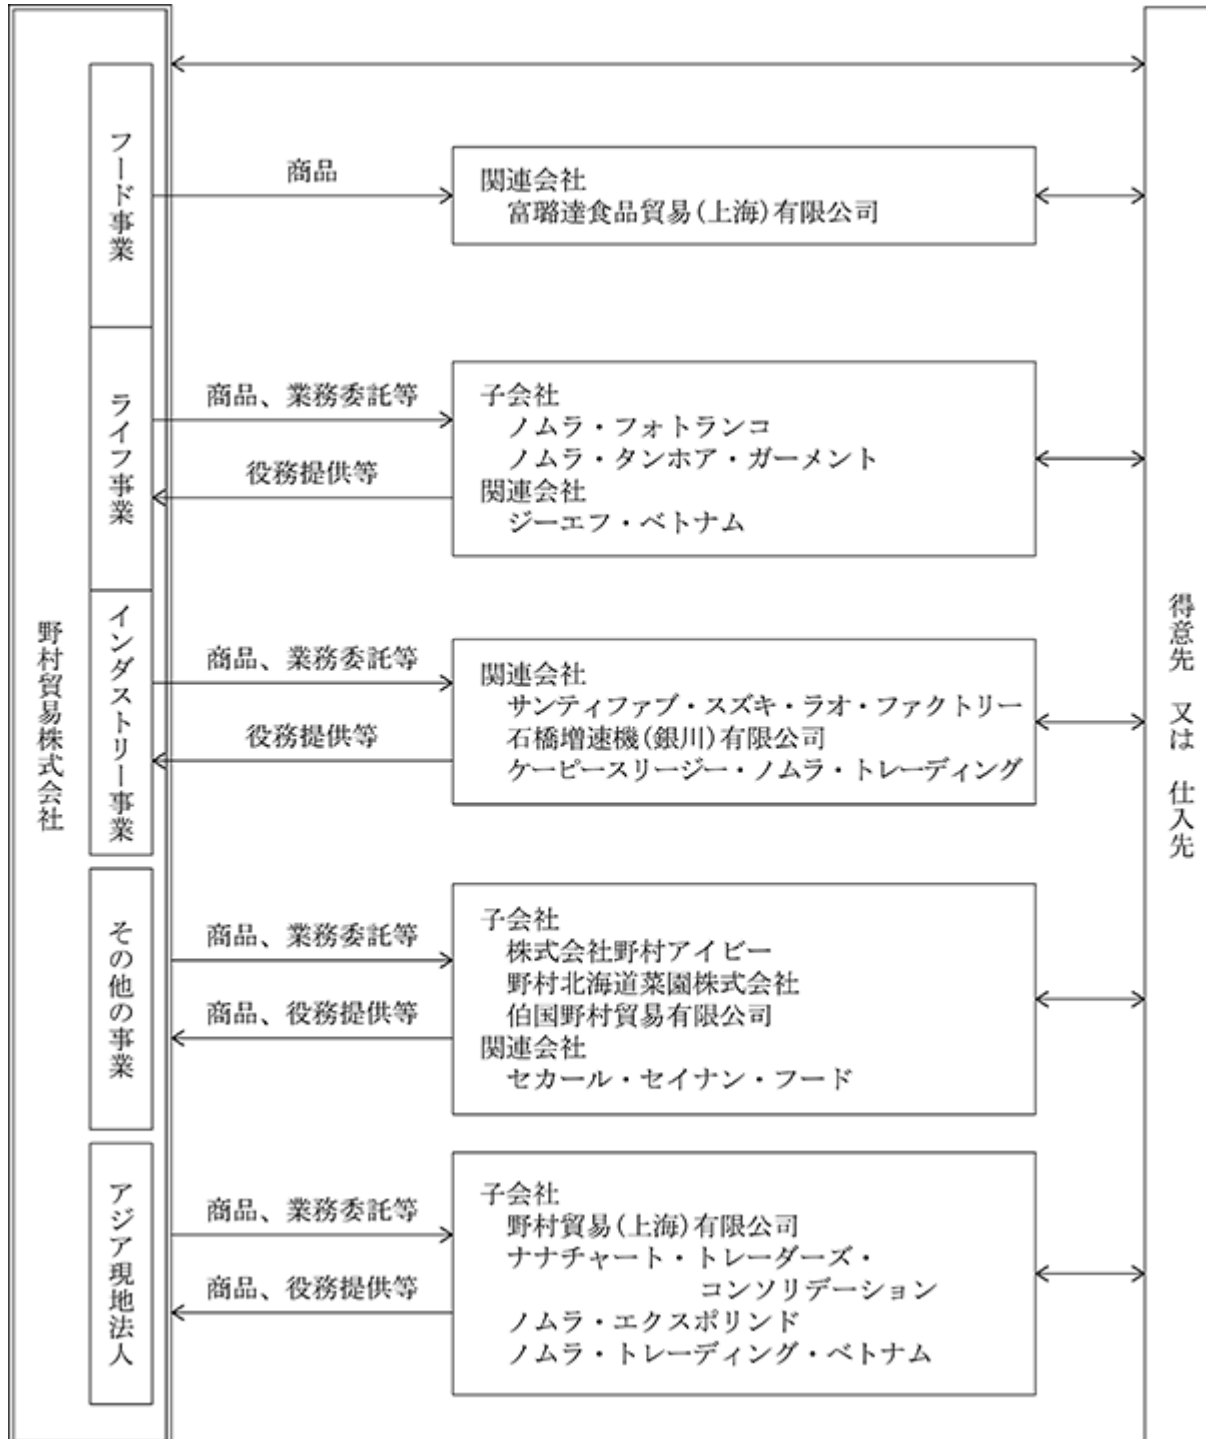 野村貿易株式会社
フード事業
商品
関連会社
富璐達食品貿易(上海)有限公司
ライフ事業
商品、業務委託等
役務提供等
子会社
ノムラ・フォトランコ
ノムラ・タンホア・ガーメント
関連会社
ジーエフ・ベトナム
インダストリー事業
商品、業務委託等
役務提供等
関連会社
サンティファブ・スズキ・ラオ・ファクトリー
石橋増速機(銀川)有限公司
ケーピースリージー・ノムラ・トレーディング
その他の事業
商品、業務委託等
商品、役務提供等
子会社
株式会社野村アイビー
野村北海道菜園株式会社
伯国野村貿易有限公司
関連会社
セカール・セイナン・フード
アジア現地法人
商品、業務委託等
商品、役務提供等
子会社
野村貿易(上海)有限公司
ナナチャート・トレーダーズ・
コンソリデーション
ノムラ・エクスポリンド
ノムラ・トレーディング・ベトナム
得意先 又は 仕入先